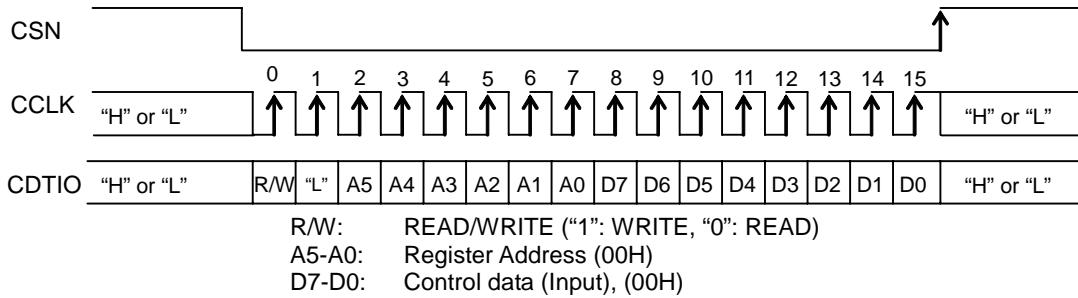 CSN
0 1 2 3 4 5 6 7 8 9 10 11 12 13 14 15
CCLK "H" or "L" "H" or "L"
CDTIO "H" or "L" R/W "L" A5 A4 A3 A2 A1 A0 D7 D6 D5 D4 D3 D2 D1 D0 "H" or "L"
R/W: READ/WRITE (“1”: WRITE, “0”: READ)
A5-A0: Register Address (00H)
D7-D0: Control data (Input), (00H)